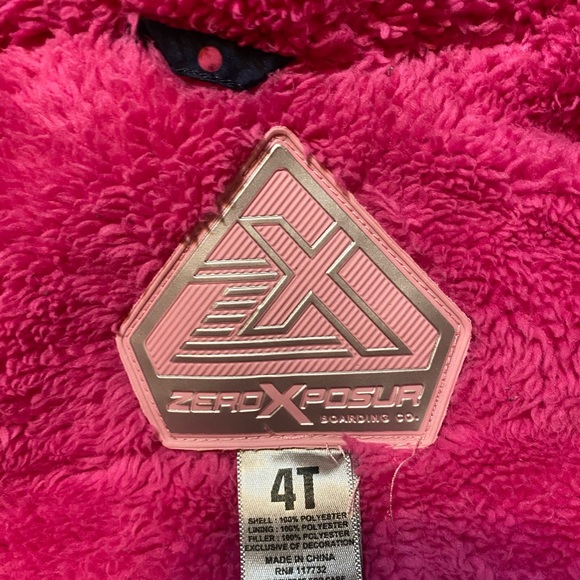 ZX
ZEROXPOSUR
BOARDING CO.
4T
SHELL: 100% POLYESTER
LINING: 100% POLYESTER
FILLER: 100% POLYESTER
EXCLUSIVE OF DECORATION
MADE IN CHINA
RN# 117732